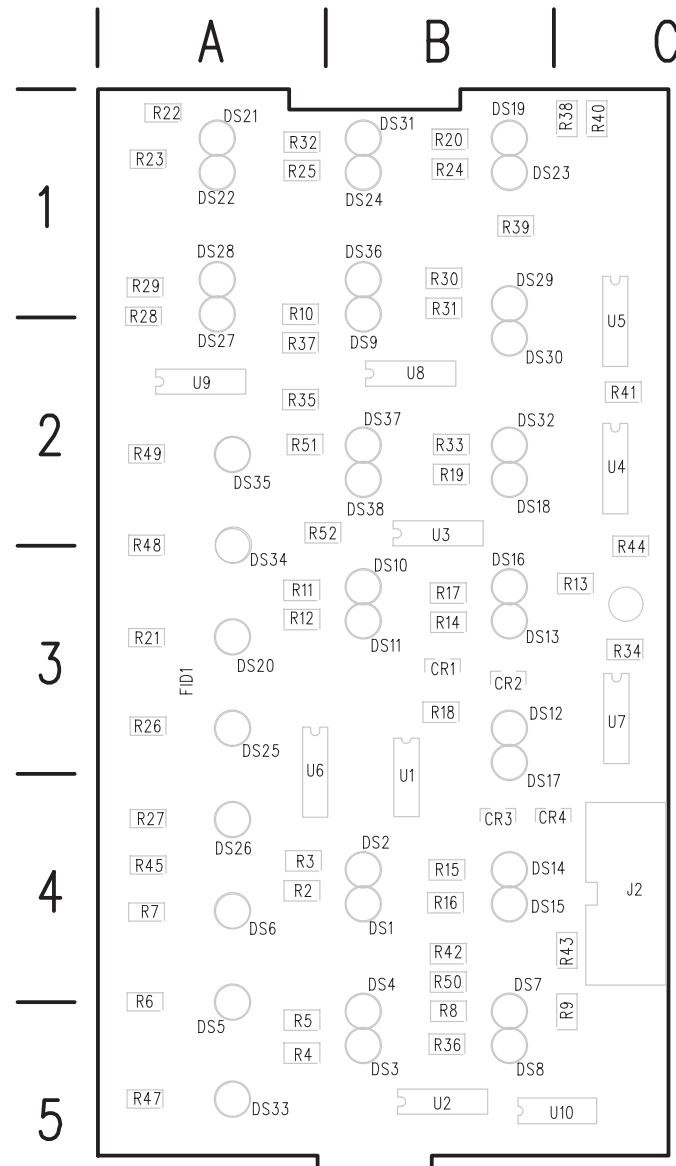 A B C
DS21 DS31 DS19 R38 R40
R22
R32 R20
R23 R25 R24 DS23
DS22 DS24
1
R39
DS28 DS36
R29 R30 DS29
R28 R10 R31 U5
DS27 R37 DS9 DS30
U9 U8
R35 R41
DS37 DS32
2
R49 R51 R33
R19 U4
DS35
DS38 DS18
R52 U3
R48 DS34 R44
DS10 DS16
R11 R17 R13
R12 R14
R21 DS11 DS13
DS20 R34
3
FID1 CR1 CR2
R18 DS12 U7
R26 DS25
U6 U1 DS17
R27 CR3 CR4
DS26 DS2
R45 R3 R15 DS14
4
R2 R16 DS15 J2
R7 DS6 DS1
R42 R43
R50
R6 DS4 DS7
DS5 R5 R8 R9
R4 R36
DS3 DS8
R47 DS33 U2 U10
5